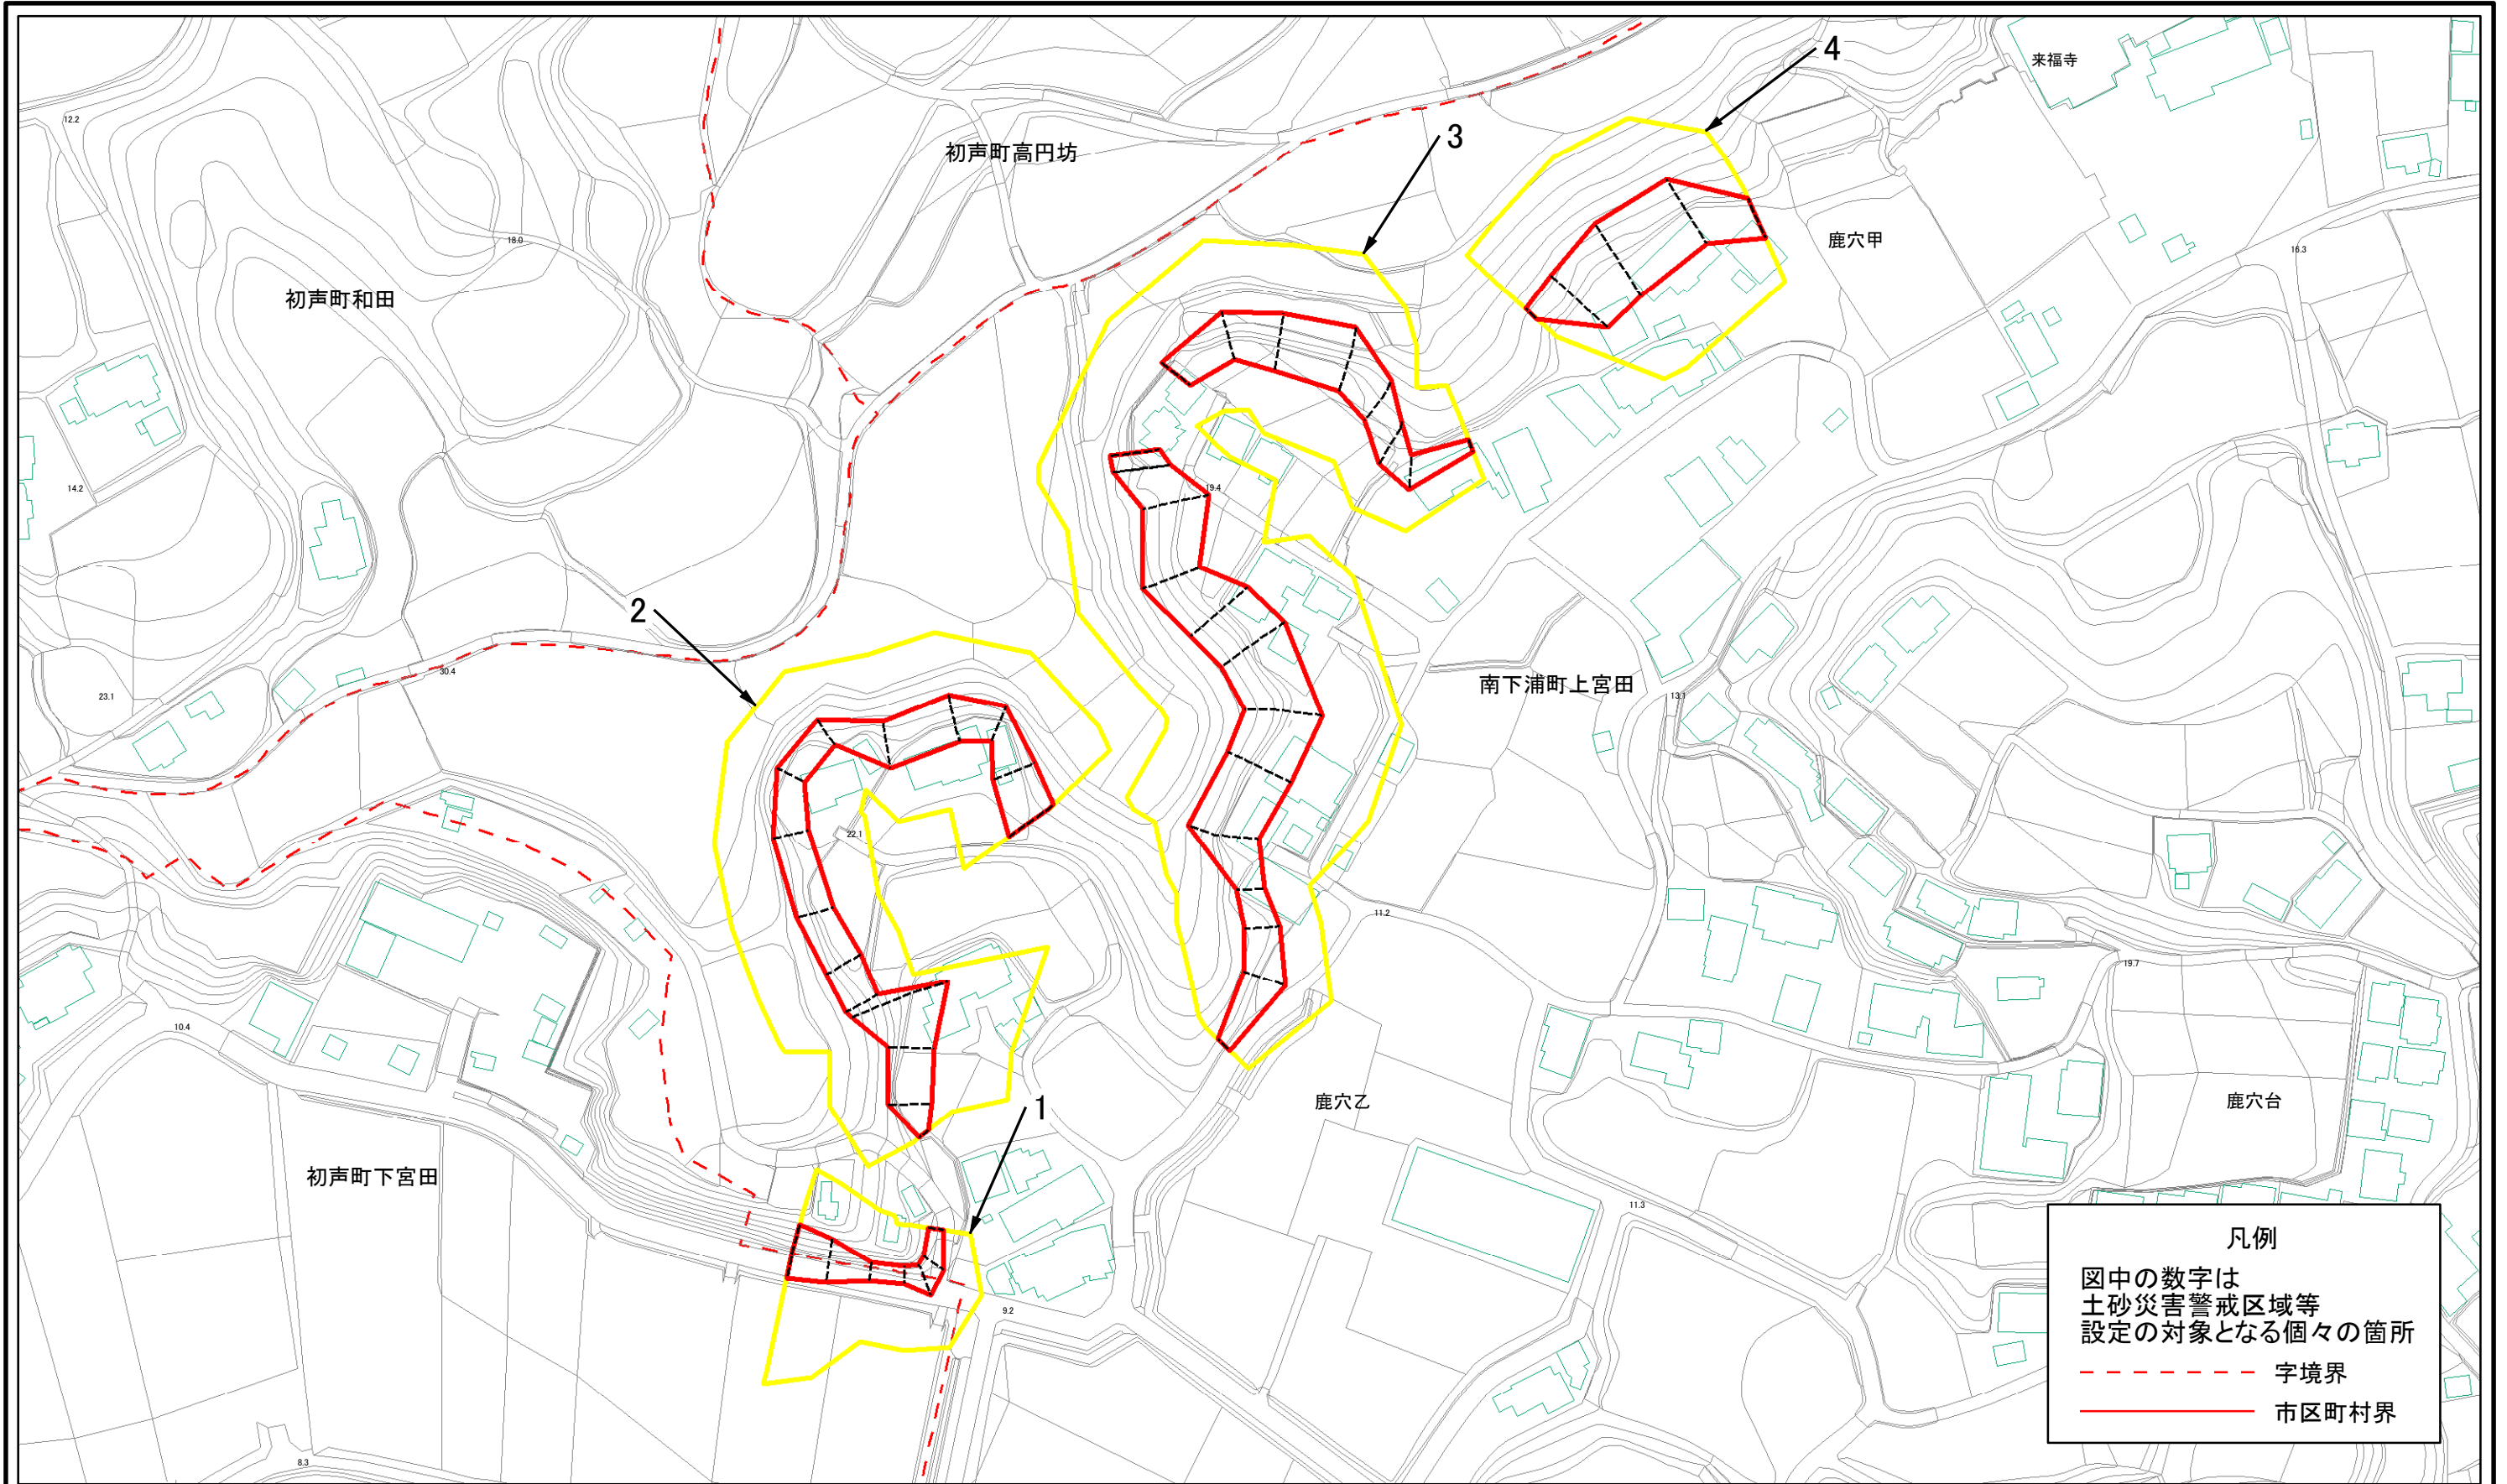 4
来福寺
12.2
3
初声町高円坊
18.0
鹿穴甲
16.3
初声町和田
14.2
19.4
2
30.4
南下浦町上宮田
23.1
13.1
22.1
11.2
19.7
10.4
鹿穴乙
鹿穴台
1
初声町下宮田
11.3
9.2
8.3
凡例
図中の数字は
土砂災害警戒区域等
設定の対象となる個々の箇所
字境界
市区町村界